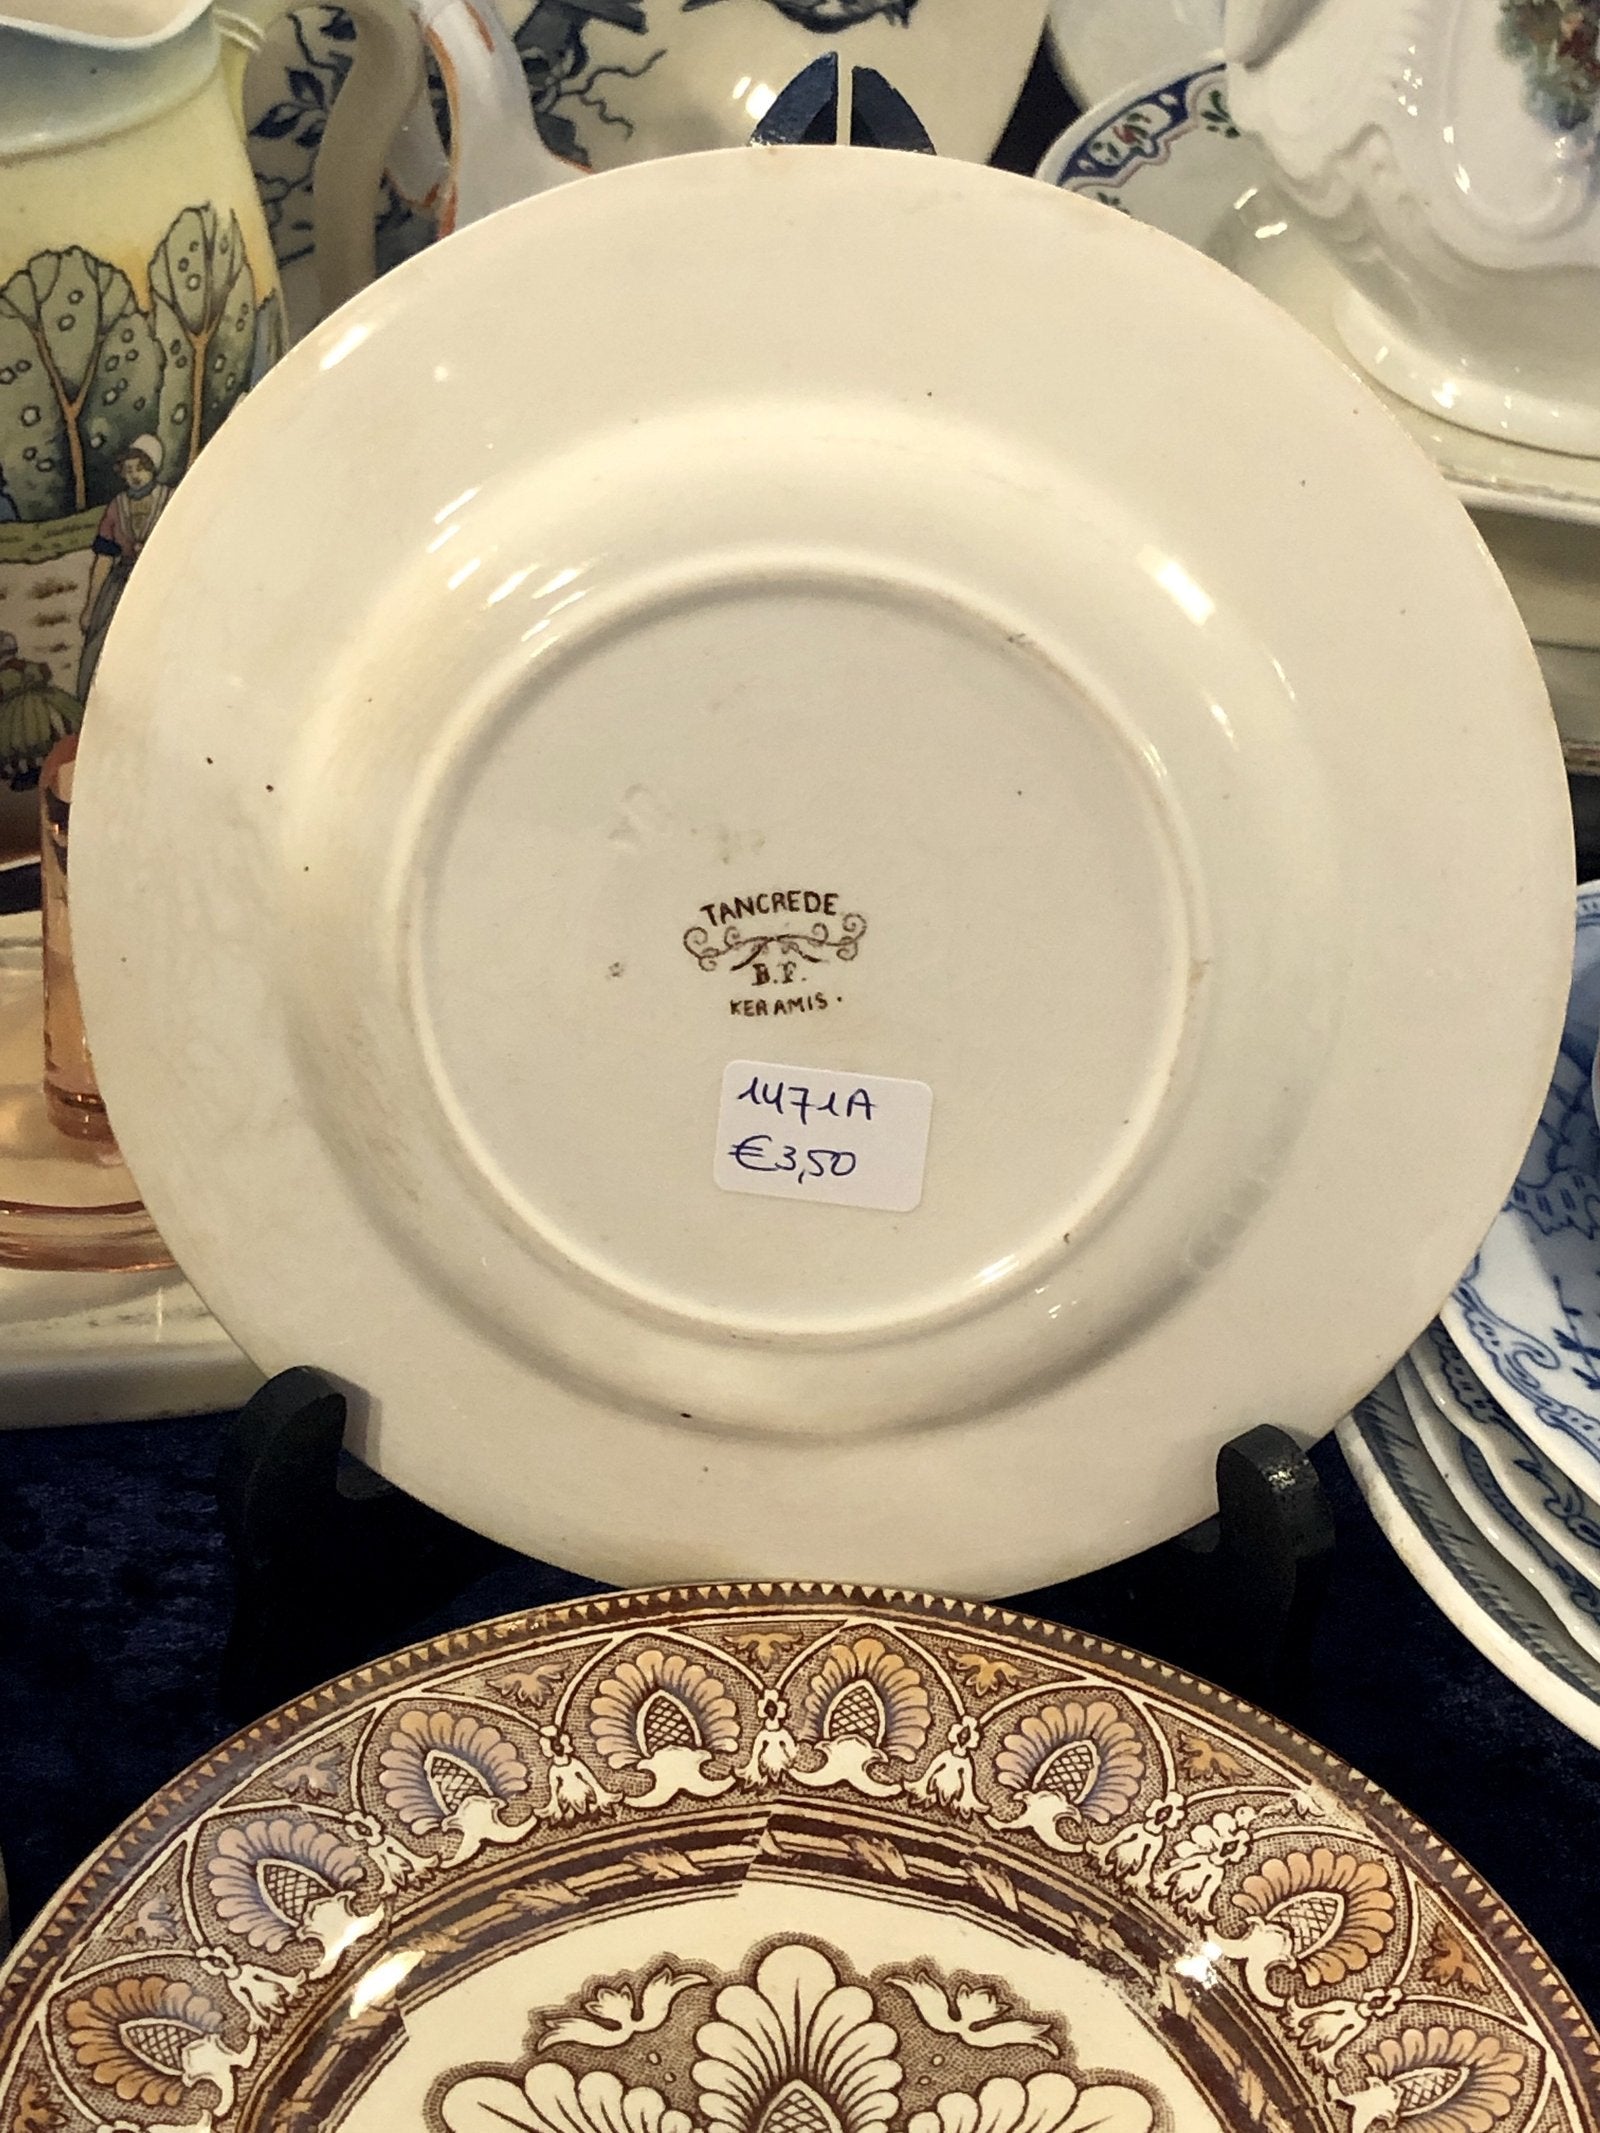 TANCREDE
B.F.
KERAMIS.
1471A
€3,50